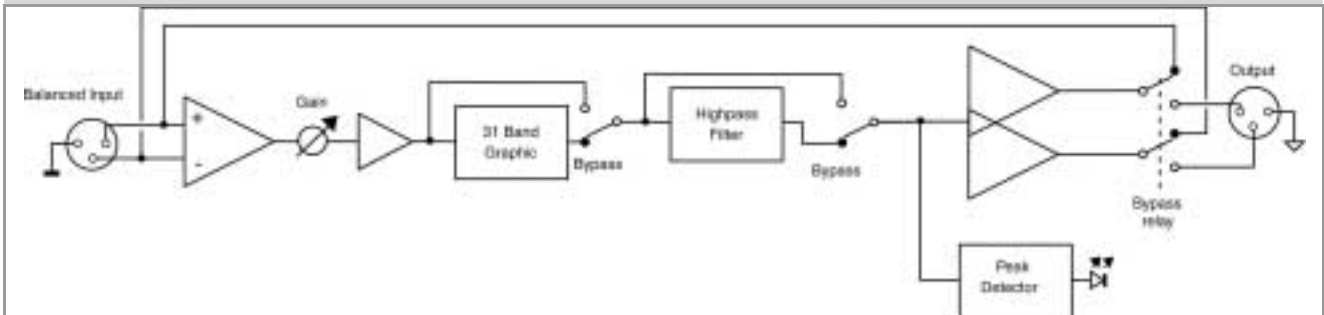 Balanced Input
+
-
Gain
31 Band
Graphic
Bypass
Highpass
Filter
Bypass
Peak
Detector
Bypass
relay
Output